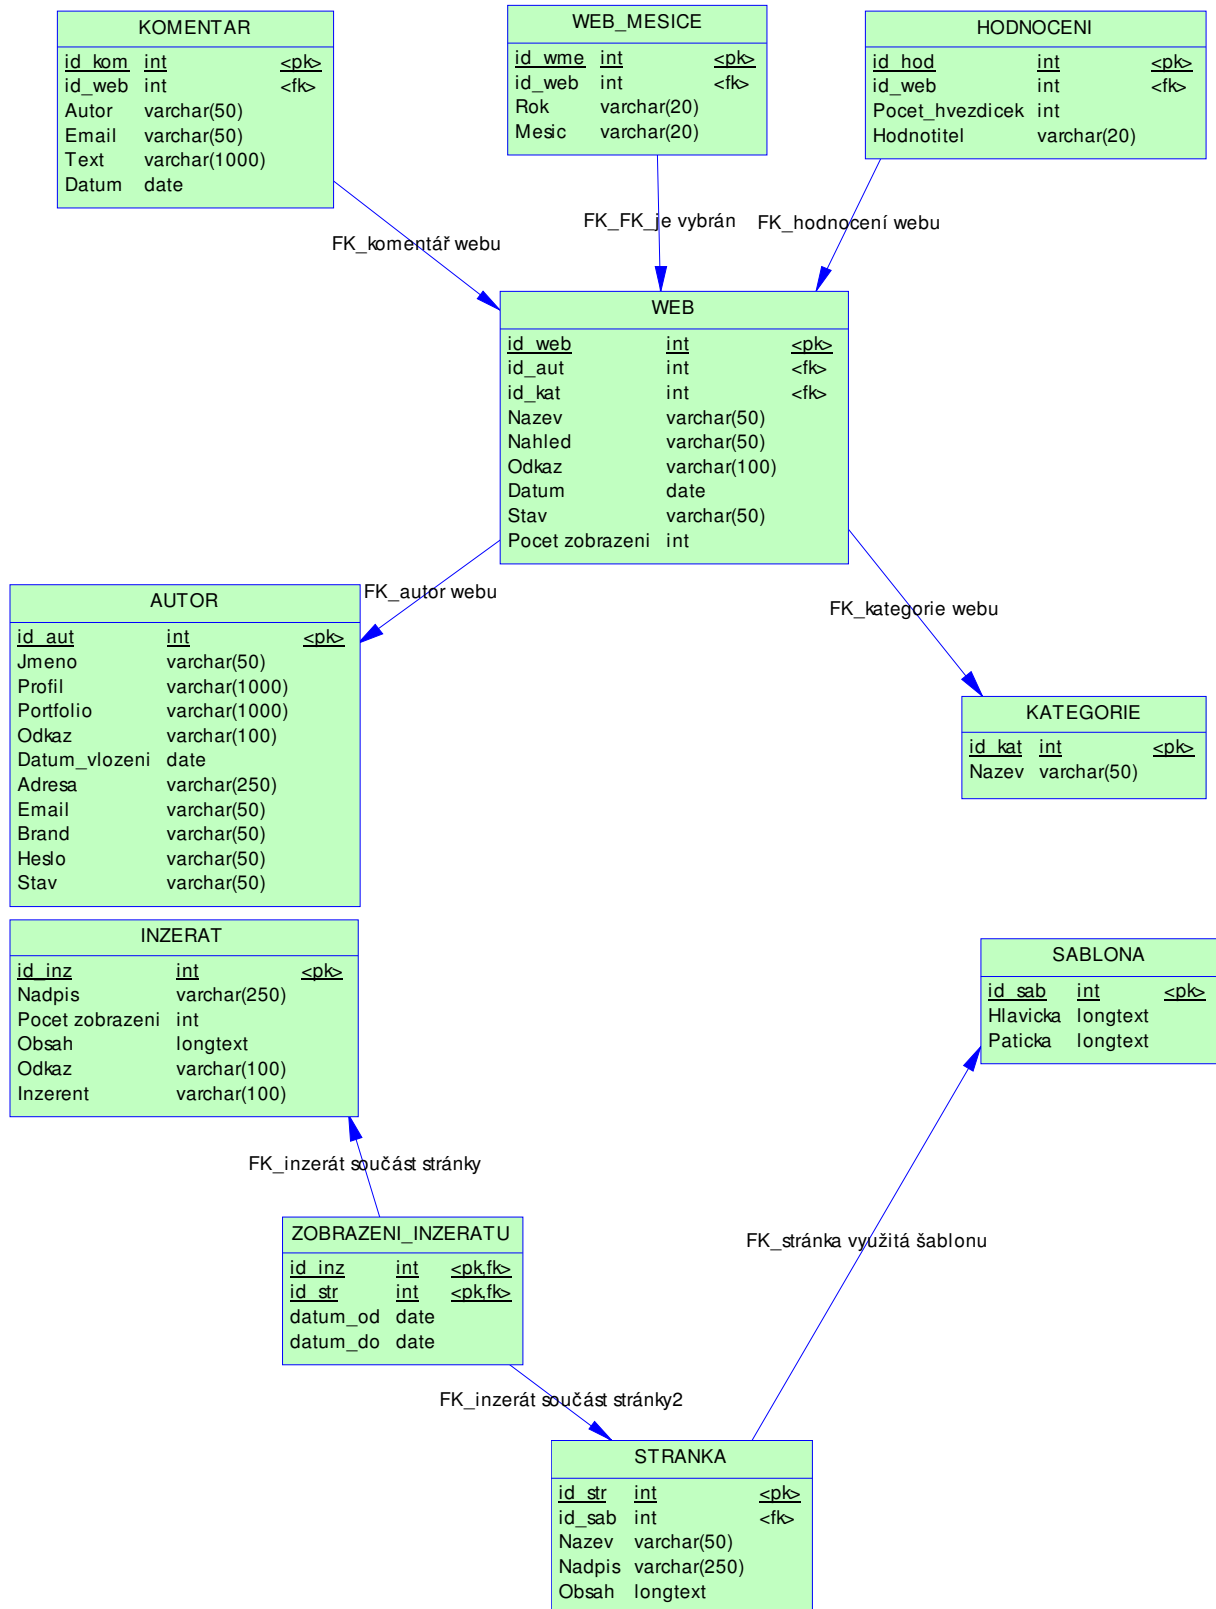 KOMENTAR
id_kom int <pk>
id_web int <fk>
Autor varchar(50)
Email varchar(50)
Text varchar(1000)
Datum date
WEB_MESICE
id_wme int <pk>
id_web int <fk>
Rok varchar(20)
Mesic varchar(20)
HODNOCENI
id_hod int <pk>
id_web int <fk>
Pocet_hvezdicek int
Hodnotitel varchar(20)
FK_komentář webu
FK_FK_je vybrán
FK_hodnocení webu
WEB
id_web int <pk>
id_aut int <fk>
id_kat int <fk>
Nazev varchar(50)
Nahled varchar(50)
Odkaz varchar(100)
Datum date
Stav varchar(50)
Pocet zobrazeni int
FK_autor webu
FK_kategorie webu
AUTOR
id_aut int <pk>
Jmeno varchar(50)
Profil varchar(1000)
Portfolio varchar(1000)
Odkaz varchar(100)
Datum_vlozeni date
Adresa varchar(250)
Email varchar(50)
Brand varchar(50)
Heslo varchar(50)
Stav varchar(50)
KATEGORIE
id_kat int <pk>
Nazev varchar(50)
INZERAT
id_inz int <pk>
Nadpis varchar(250)
Pocet zobrazeni int
Obsah longtext
Odkaz varchar(100)
Inzerent varchar(100)
SABLONA
id_sab int <pk>
Hlavicka longtext
Paticka longtext
FK_inzerát součást stránky
ZOBRAZENI_INZERATU
id_inz int <pk,fk>
id_str int <pk,fk>
datum_od date
datum_do date
FK_stránka využitá šablonu
FK_inzerát součást stránky2
STRANKA
id_str int <pk>
id_sab int <fk>
Nazev varchar(50)
Nadpis varchar(250)
Obsah longtext